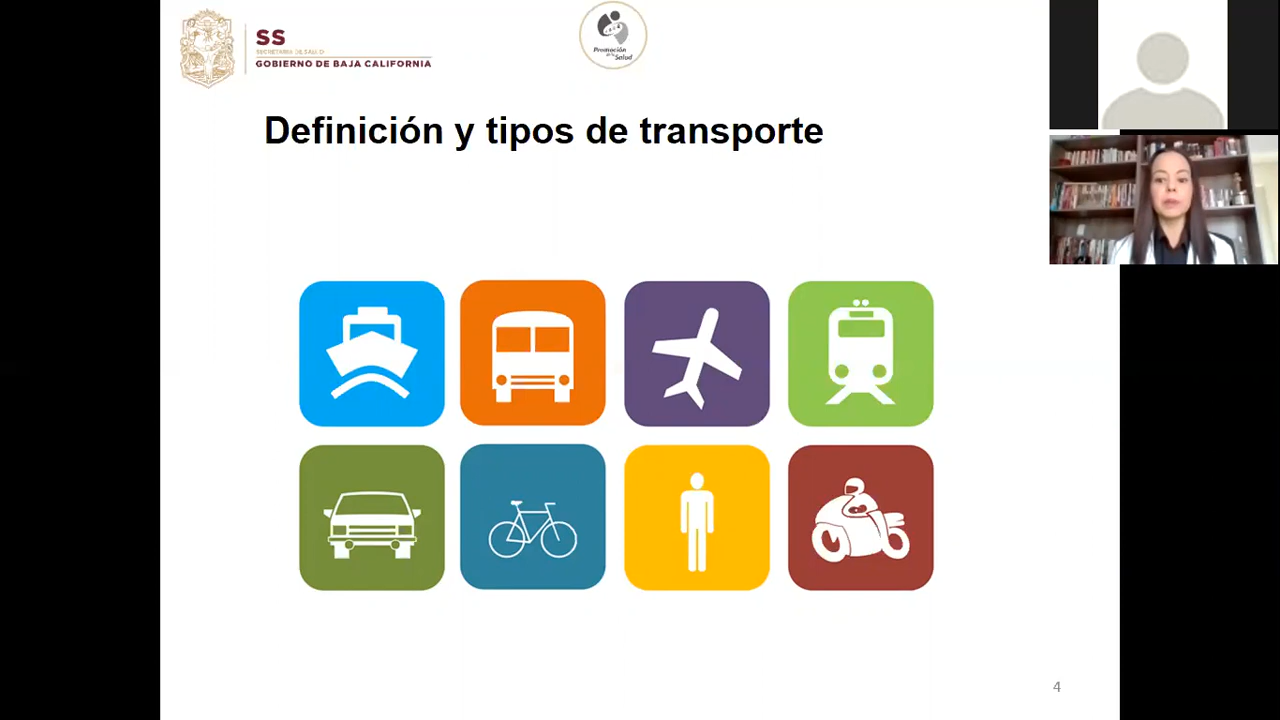 SS
SECRETARÍA DE SALUD
GOBIERNO DE BAJA CALIFORNIA
Promoción
de la
Salud
Definición y tipos de transporte
4